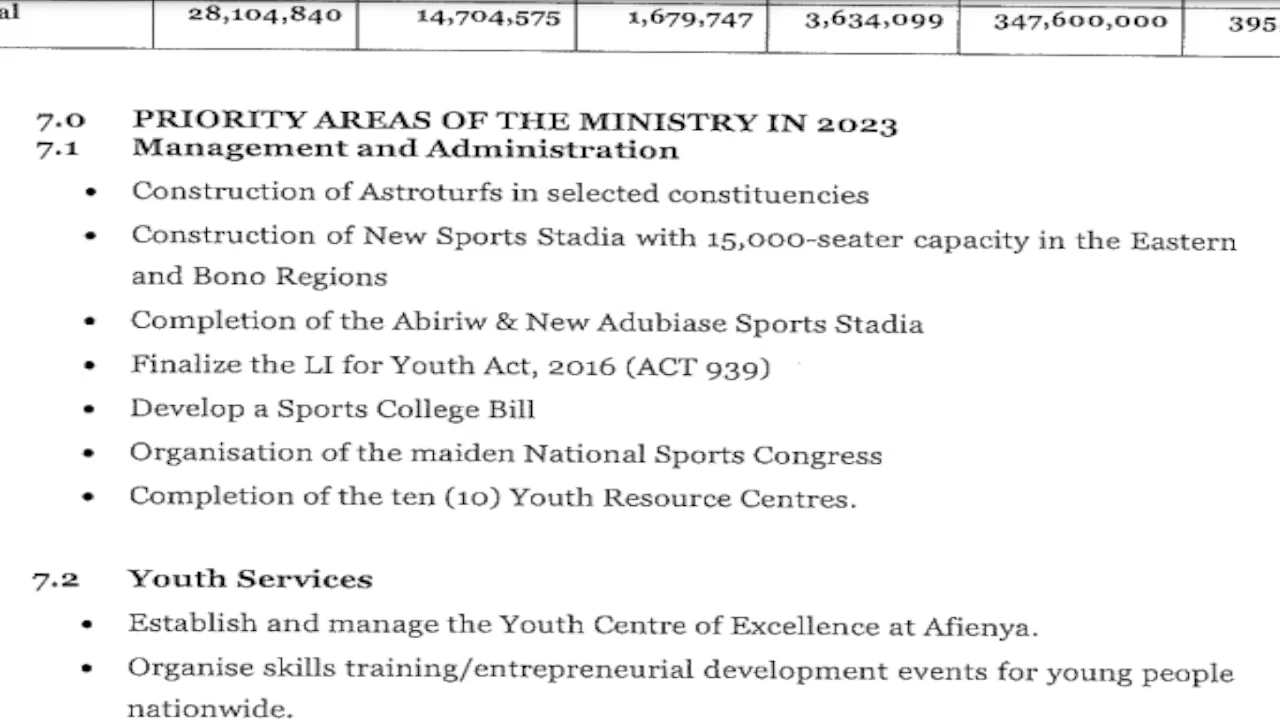 al 28,104,840 14,704,575 1,679,747 3,634,099 347,600,000 395
7.0 PRIORITY AREAS OF THE MINISTRY IN 2023
7.1 Management and Administration
• Construction of Astroturfs in selected constituencies
• Construction of New Sports Stadia with 15,000-seater capacity in the Eastern
and Bono Regions
• Completion of the Abiriw & New Adubiase Sports Stadia
• Finalize the LI for Youth Act, 2016 (ACT 939)
• Develop a Sports College Bill
• Organisation of the maiden National Sports Congress
• Completion of the ten (10) Youth Resource Centres.
7.2 Youth Services
• Establish and manage the Youth Centre of Excellence at Afienya.
• Organise skills training/entrepreneurial development events for young people
nationwide.